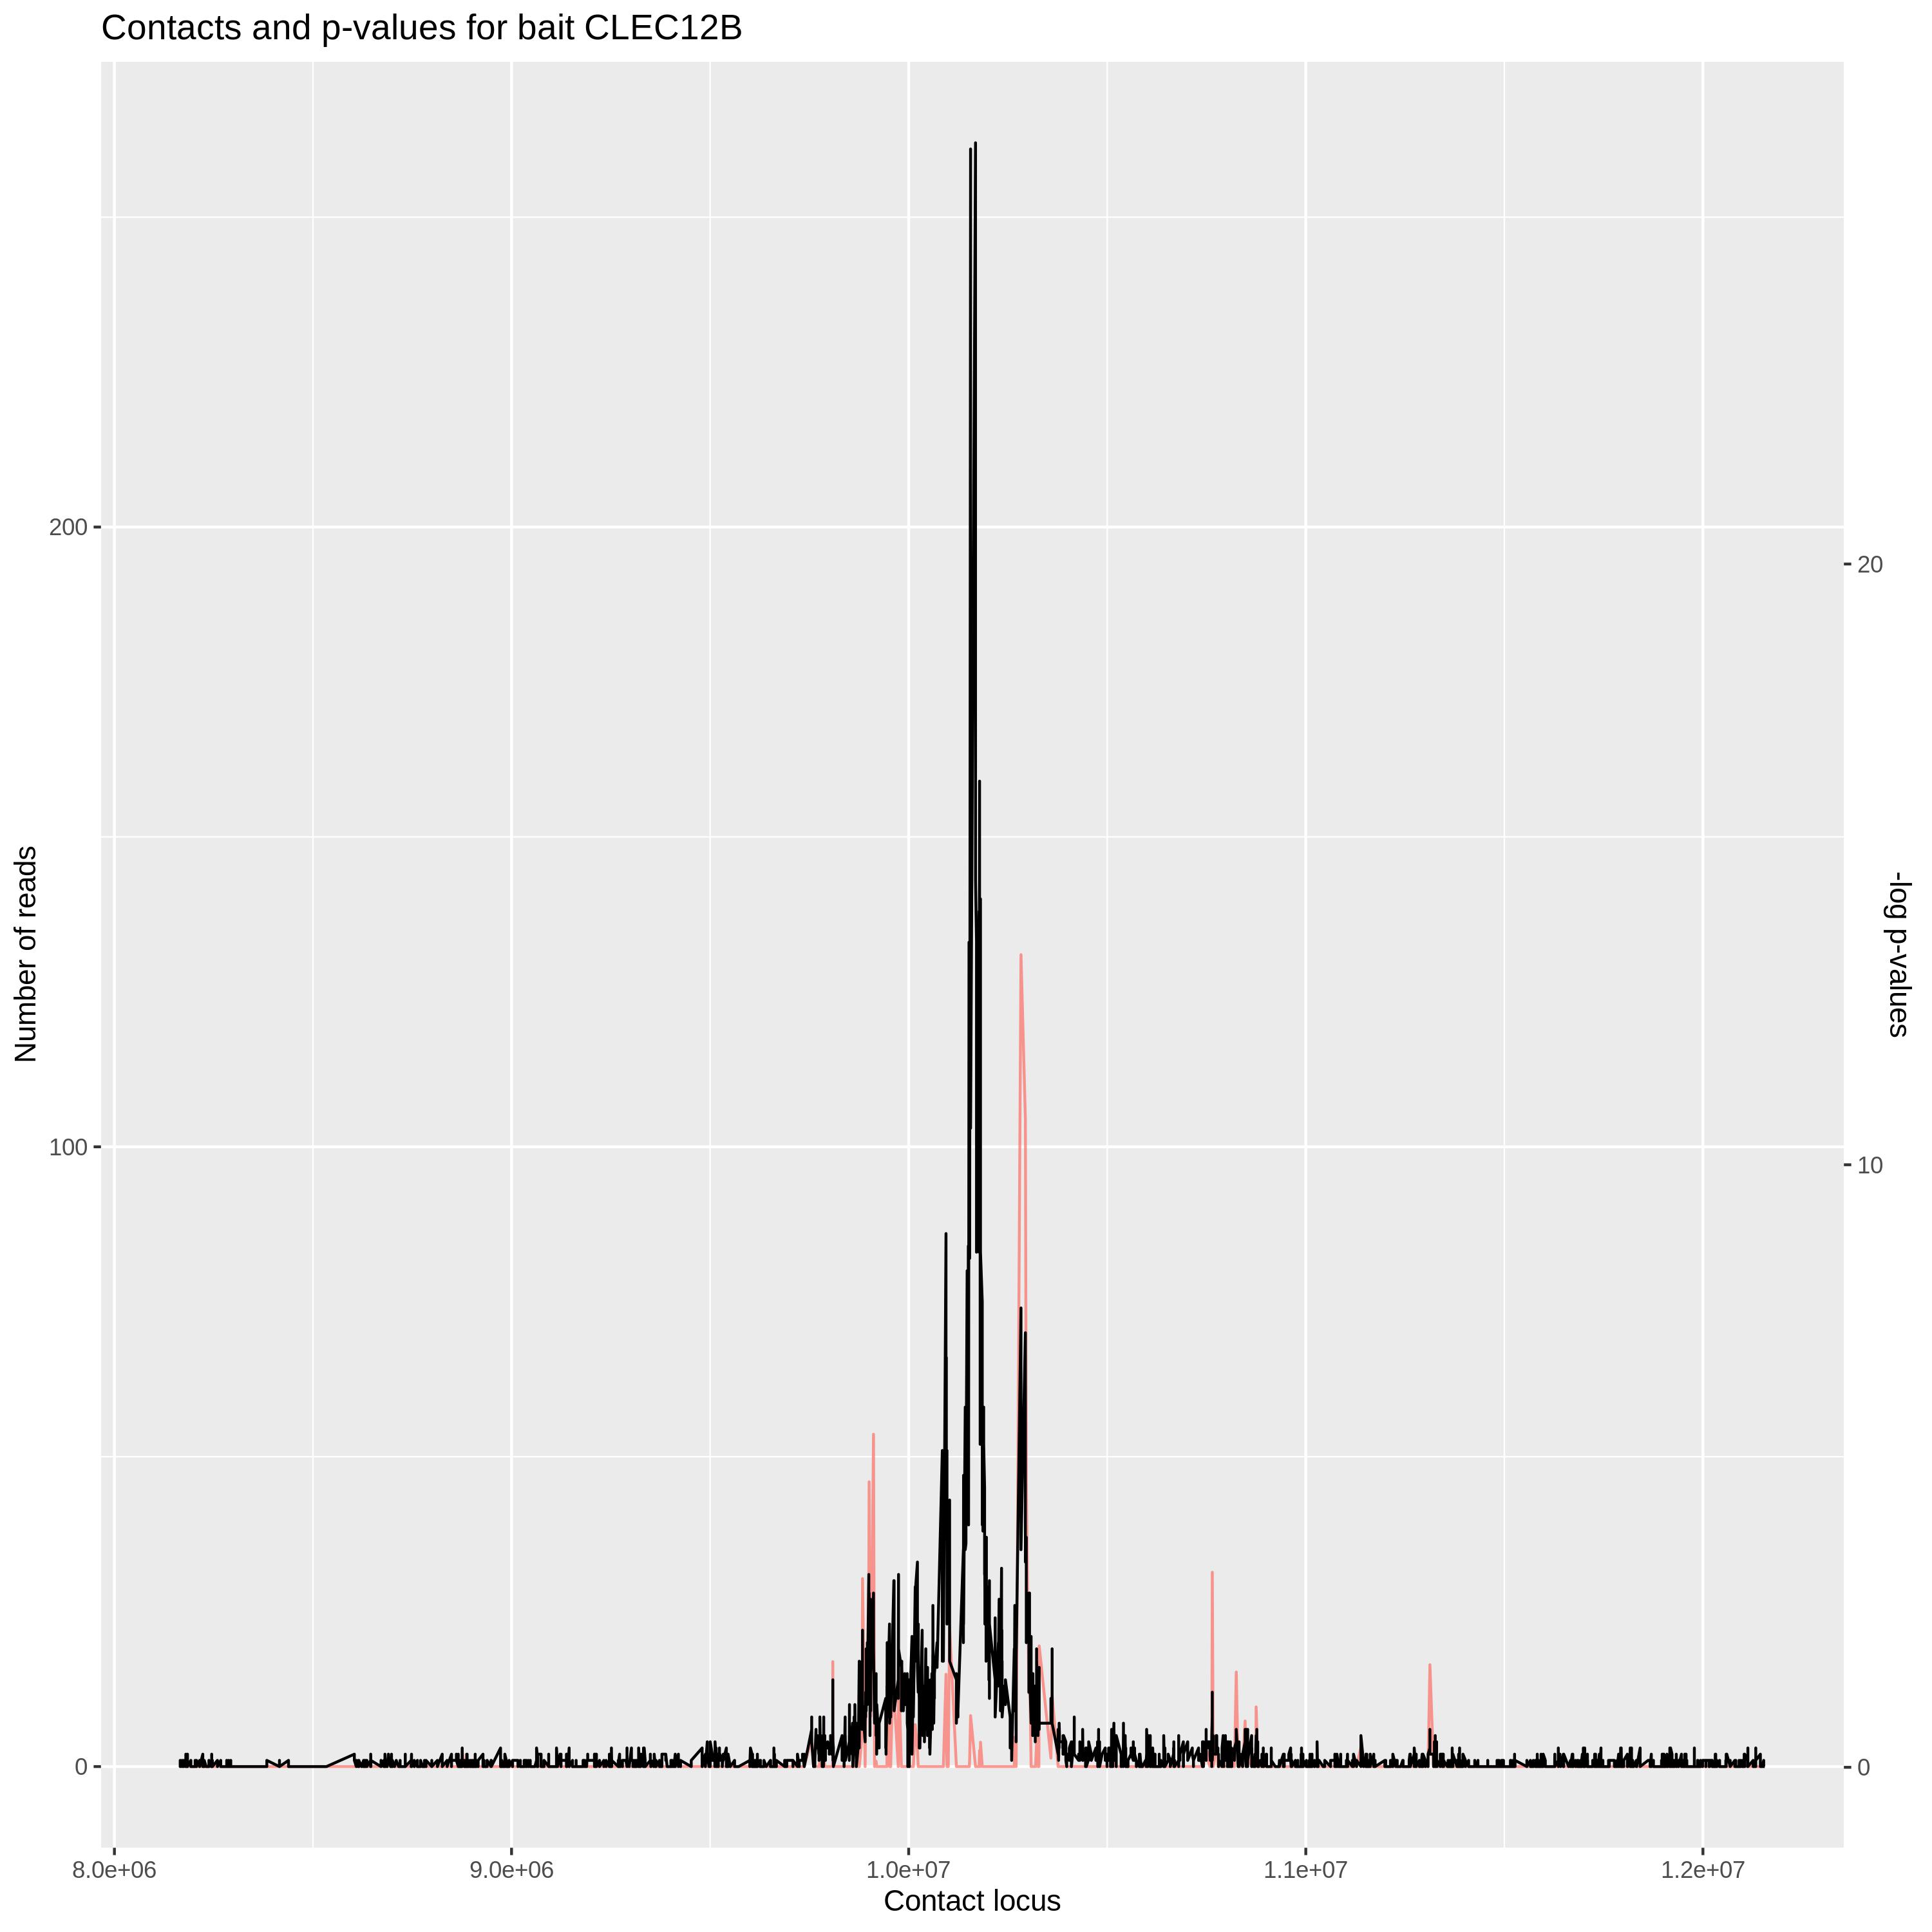 Contacts and p-values for bait CLEC12B
Number of reads
200
100
0
20
10
0
-log p-values
8.0e+06
9.0e+06
1.0e+07
1.1e+07
1.2e+07
Contact locus